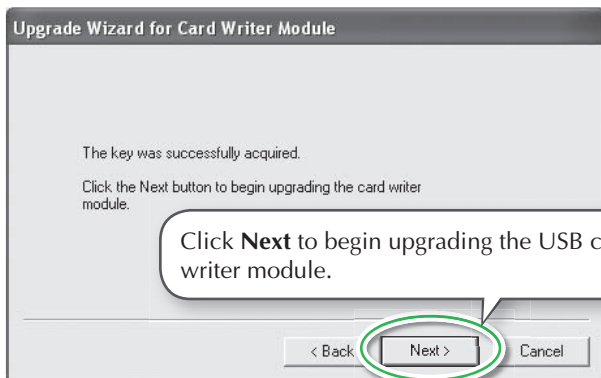 Upgrade Wizard for Card Writer Module
The key was successfully acquired.
Click the Next button to begin upgrading the card writer
module.
Click Next to begin upgrading the USB c
writer module.
< Back
Next >
Cancel